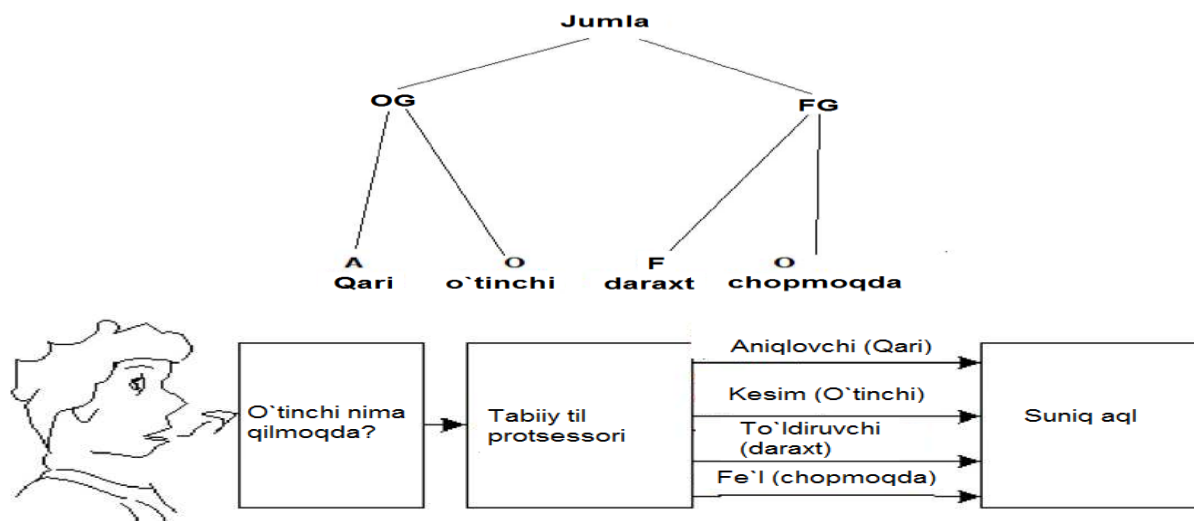 Jumla
OG FG
A O F O
Qari o`tinchi daraxt chopmoqda
O`tinchi nima
qilmoqda?
Tabiiy til
protsessori
Aniqlovchi (Qari)
Kesim (O`tinchi)
To`ldiruvchi
(daraxt)
Fe`l (chopmoqda)
Suniq aql